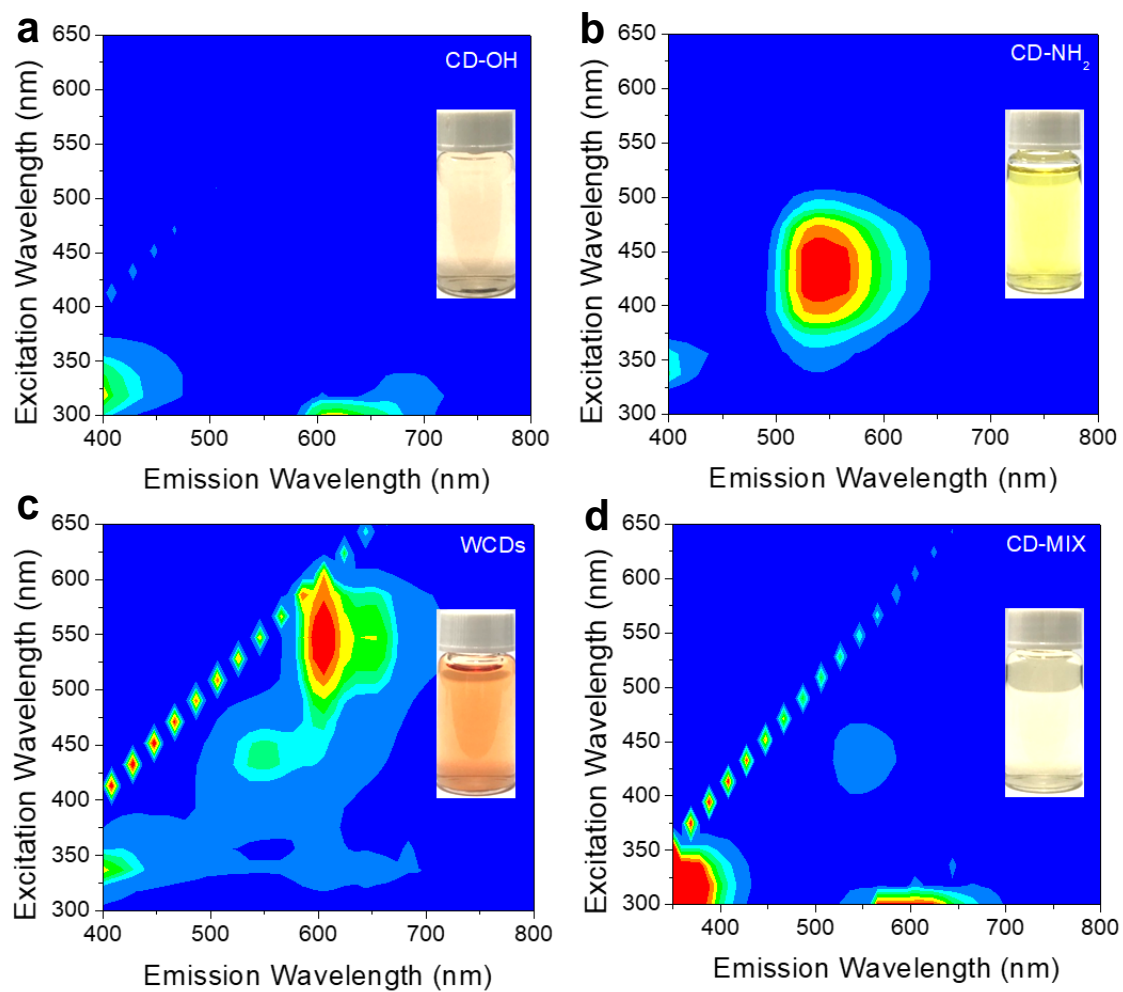 a
CD-OH
650
600
550
500
450
400
350
300
Excitation Wavelength (nm)
400 500 600 700 800
Emission Wavelength (nm)
b
CD-NH₂
650
600
550
500
450
400
350
300
Excitation Wavelength (nm)
400 500 600 700 800
Emission Wavelength (nm)
c
WCDs
650
600
550
500
450
400
350
300
Excitation Wavelength (nm)
400 500 600 700 800
Emission Wavelength (nm)
d
CD-MIX
650
600
550
500
450
400
350
300
Excitation Wavelength (nm)
400 500 600 700 800
Emission Wavelength (nm)